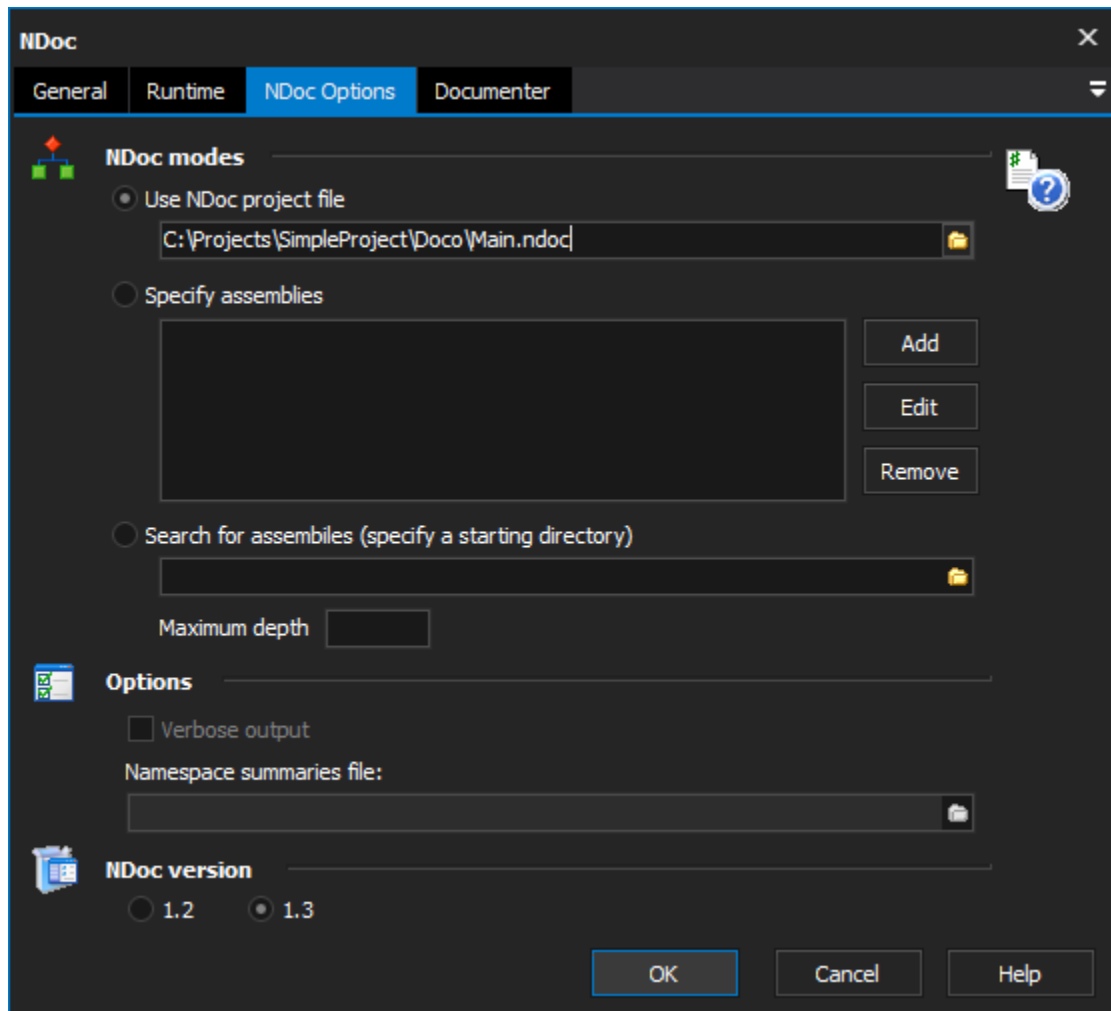 NDoc
General Runtime NDoc Options Documenter
NDoc modes
Use NDoc project file
C:\Projects\SimpleProject\Doco\Main.ndoc
Specify assemblies
Add
Edit
Remove
Search for assembiles (specify a starting directory)
Maximum depth
Options
Verbose output
Namespace summaries file:
NDoc version
1.2 1.3
OK Cancel Help